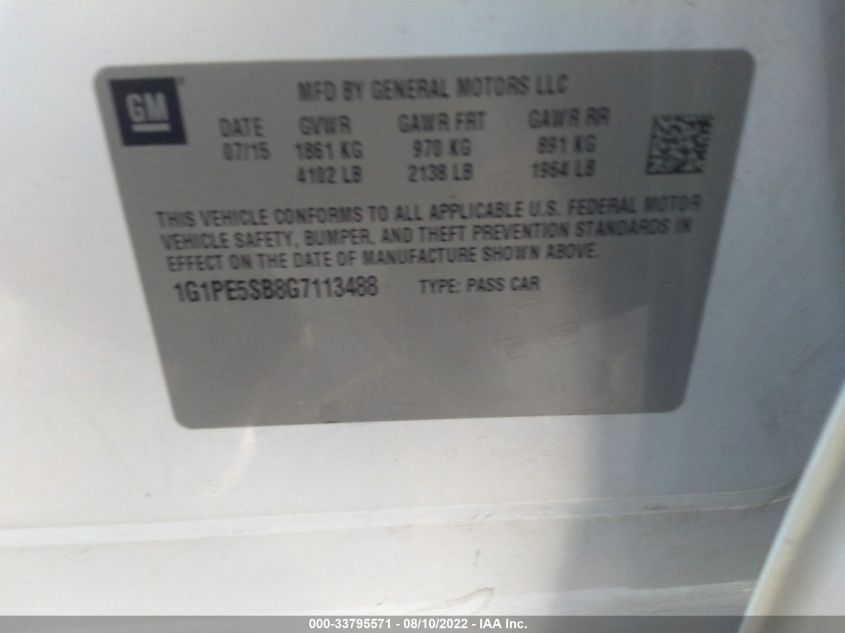 GM
MFD BY GENERAL MOTORS LLC
DATE GVWR GAWR FRT GAWR RR
07/15 1861 KG 970 KG 891 KG
4102 LB 2138 LB 1964 LB
THIS VEHICLE CONFORMS TO ALL APPLICABLE U.S. FEDERAL MOTOR
VEHICLE SAFETY, BUMPER, AND THEFT PREVENTION STANDARDS IN
EFFECT ON THE DATE OF MANUFACTURE SHOWN ABOVE.
1G1PE5SB8G7113488 TYPE: PASS CAR
000-33795571 - 08/10/2022 - IAA Inc.